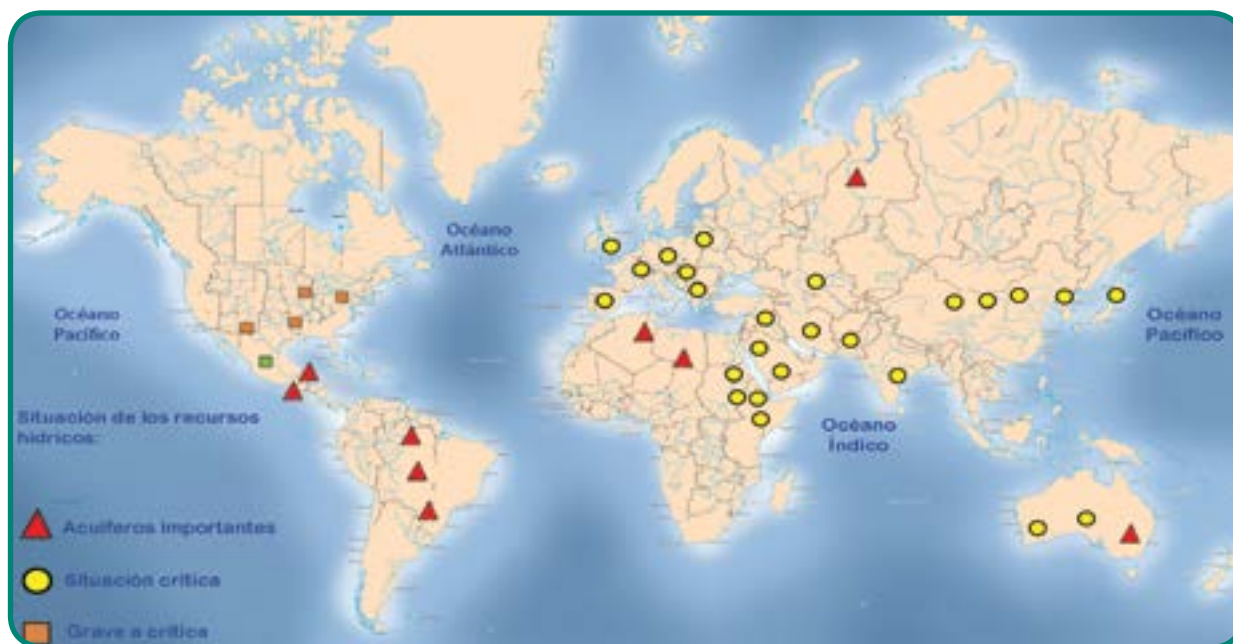 Océano
Atlántico
Océano
Pacífico
Océano
Pacífico
Situación de los recursos
hídricos:
Océano
Índico
Acuíferos importantes
Situación crítica
Grave a crítica